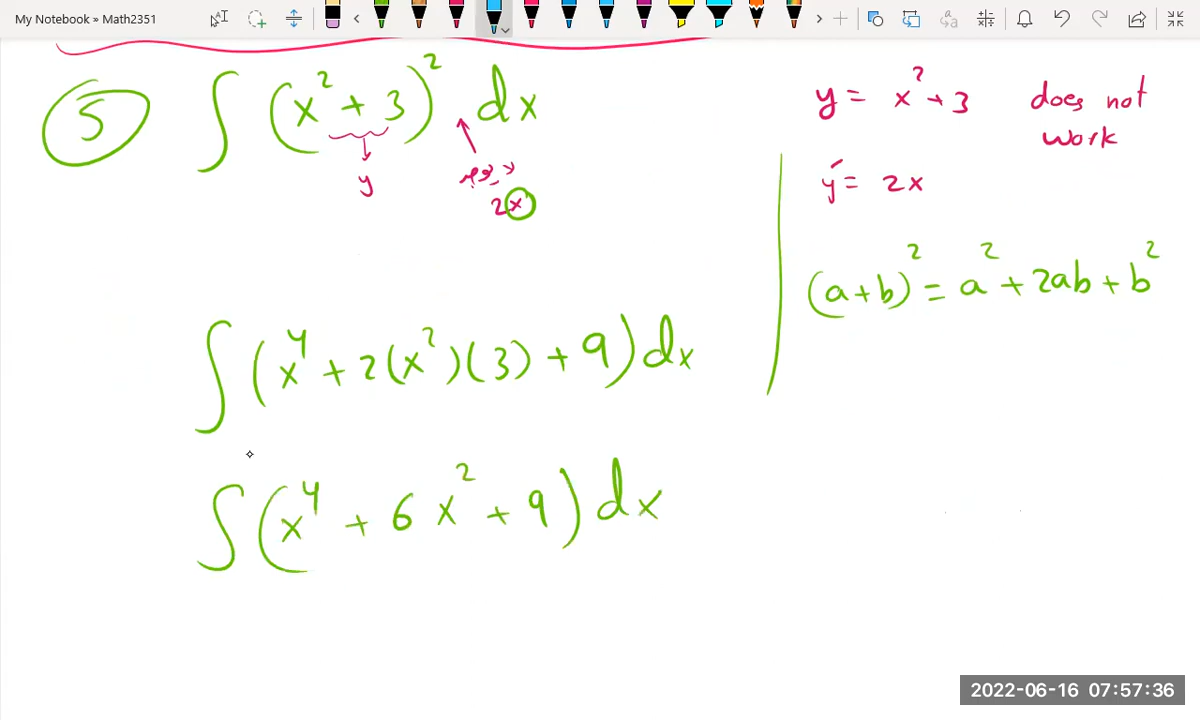 My Notebook » Math2351
5 ∫ (x² + 3)² dx
y
2x
y = x² + 3 does not
work
y' = 2x
(a+b)² = a² + 2ab + b²
∫ (x⁴ + 2(x²)(3) + 9) dx
∫ (x⁴ + 6x² + 9) dx
2022-06-16 07:57:36